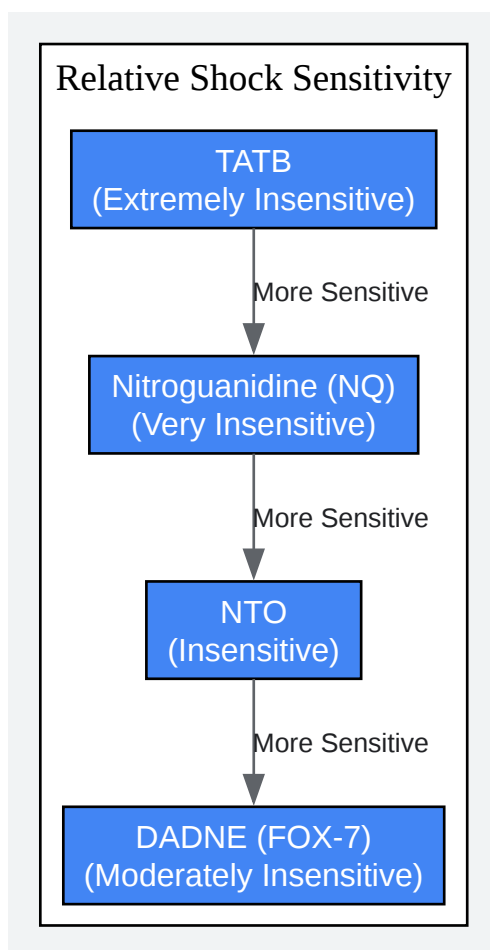 Relative Shock Sensitivity
TATB
(Extremely Insensitive)
More Sensitive
Nitroguanidine (NQ)
(Very Insensitive)
More Sensitive
NTO
(Insensitive)
More Sensitive
DADNE (FOX-7)
(Moderately Insensitive)